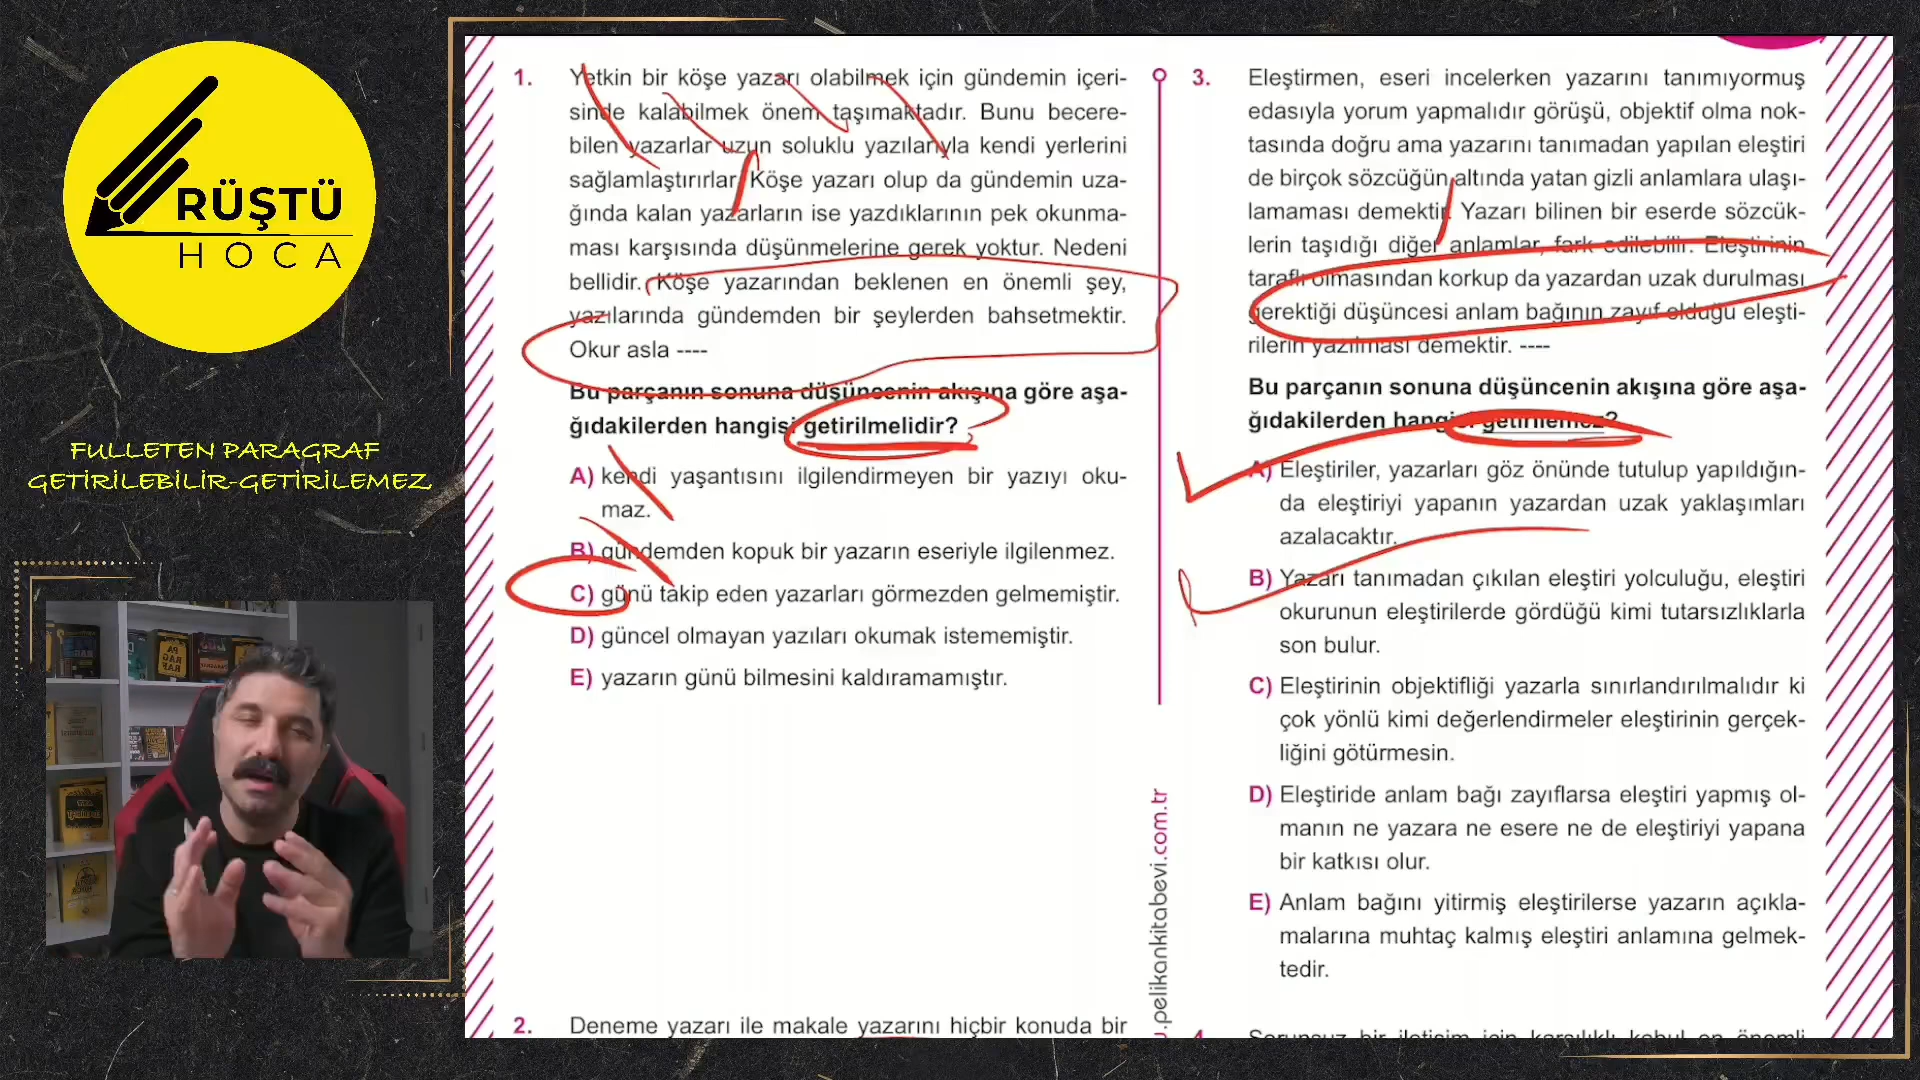 RÜŞTÜ
HOCA
FULLETEN PARAGRAF
GETİRİLEBİLİR-GETİRİLEMEZ.
1. Yetkin bir köşe yazarı olabilmek için gündemin içeri-
sinde kalabilmek önem taşımaktadır. Bunu becere-
bilen yazarlar uzun soluklu yazılarıyla kendi yerlerini
sağlamlaştırırlar. Köşe yazarı olup da gündemin uza-
ğında kalan yazarların ise yazdıklarının pek okunma-
ması karşısında düşünmelerine gerek yoktur. Nedeni
bellidir. Köşe yazarından beklenen en önemli şey,
yazılarında gündemden bir şeylerden bahsetmektir.
Okur asla ----
Bu parçanın sonuna düşüncenin akışına göre aşa-
ğıdakilerden hangisi getirilmelidir?
A) kendi yaşantısını ilgilendirmeyen bir yazıyı oku-
maz.
B) gündemden kopuk bir yazarın eseriyle ilgilenmez.
C) günü takip eden yazarları görmezden gelmemiştir.
D) güncel olmayan yazıları okumak istememiştir.
E) yazarın günü bilmesini kaldıramamıştır.
2. Deneme yazarı ile makale yazarını hiçbir konuda bir
.pelikankitabevi.com.tr
3. Eleştirmen, eseri incelerken yazarını tanımıyormuş
edasıyla yorum yapmalıdır görüşü, objektif olma nok-
tasında doğru ama yazarını tanımadan yapılan eleştiri
de birçok sözcüğün altında yatan gizli anlamlara ulaşı-
lamaması demektir. Yazarı bilinen bir eserde sözcük-
lerin taşıdığı diğer anlamlar, fark edilebilir. Eleştirinin
taraflı olmasından korkup da yazardan uzak durulması
gerektiği düşüncesi anlam bağının zayıf olduğu eleşti-
rilerin yazılması demektir. ----
Bu parçanın sonuna düşüncenin akışına göre aşa-
ğıdakilerden hangisi getirilemez?
A) Eleştiriler, yazarları göz önünde tutulup yapıldığın-
da eleştiriyi yapanın yazardan uzak yaklaşımları
azalacaktır.
B) Yazarı tanımadan çıkılan eleştiri yolculuğu, eleştiri
okurunun eleştirilerde gördüğü kimi tutarsızlıklarla
son bulur.
C) Eleştirinin objektifliği yazarla sınırlandırılmalıdır ki
çok yönlü kimi değerlendirmeler eleştirinin gerçek-
liğini götürmesin.
D) Eleştiride anlam bağı zayıflarsa eleştiri yapmış ol-
manın ne yazara ne esere ne de eleştiriyi yapana
bir katkısı olur.
E) Anlam bağını yitirmiş eleştirilerse yazarın açıkla-
malarına muhtaç kalmış eleştiri anlamına gelmek-
tedir.
4. Sorunsuz bir iletişim için karşılıklı kabul en önemli